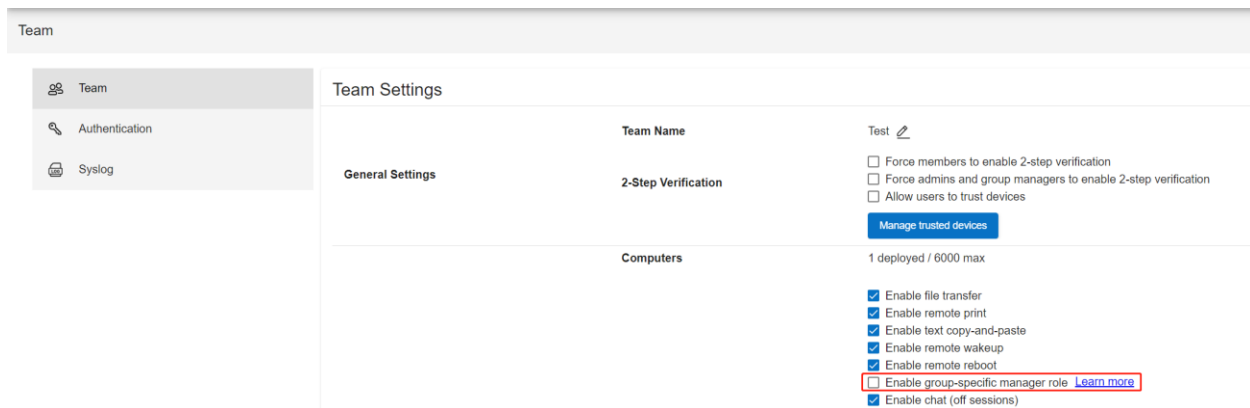 Team
Team
Authentication
Syslog
Team Settings
General Settings
Team Name
Test
2-Step Verification
Force members to enable 2-step verification
Force admins and group managers to enable 2-step verification
Allow users to trust devices
Manage trusted devices
Computers
1 deployed / 6000 max
Enable file transfer
Enable remote print
Enable text copy-and-paste
Enable remote wakeup
Enable remote reboot
Enable group-specific manager role Learn more
Enable chat (off sessions)